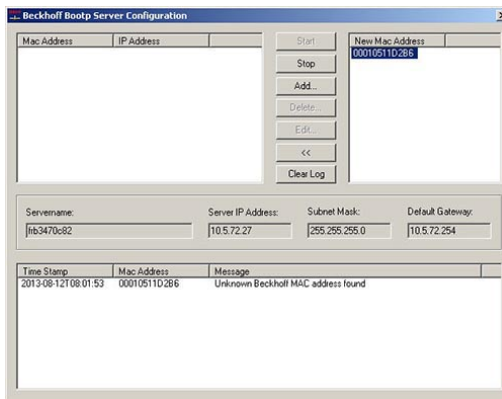 Beckhoff Bootp Server Configuration
Mac Address IP Address
Start
Stop
Add...
Delete...
Edit...
<<
Clear Log
New Mac Address
00010511D2B6
Servername: Server IP Address: Subnet Mask: Default Gateway:
frb3470c82 10.5.72.27 255.255.255.0 10.5.72.254
Time Stamp Mac Address Message
2013-08-12T08:01:53 00010511D2B6 Unknown Beckhoff MAC address found